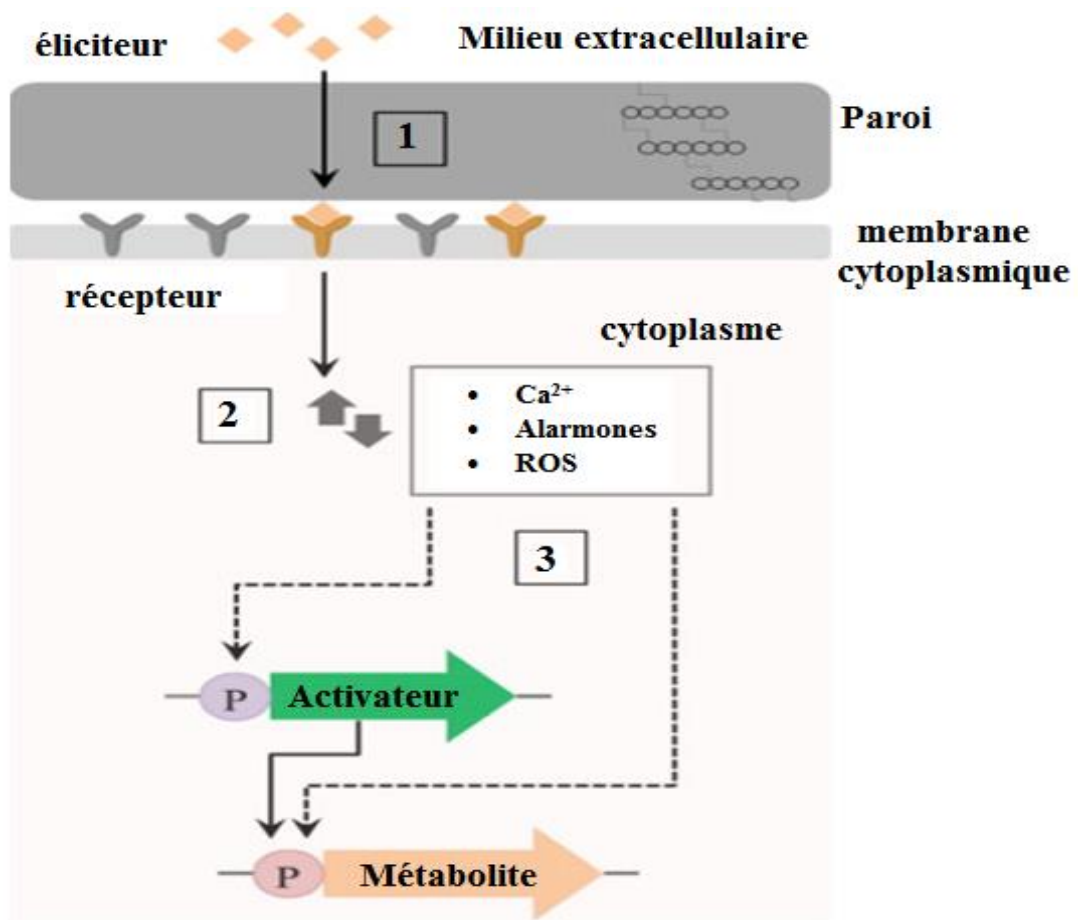 éliciteur
Milieu extracellulaire
1
Paroi
membrane
cytoplasmique
récepteur
cytoplasme
2
• Ca²⁺
• Alarmones
• ROS
3
P
Activateur
P
Métabolite